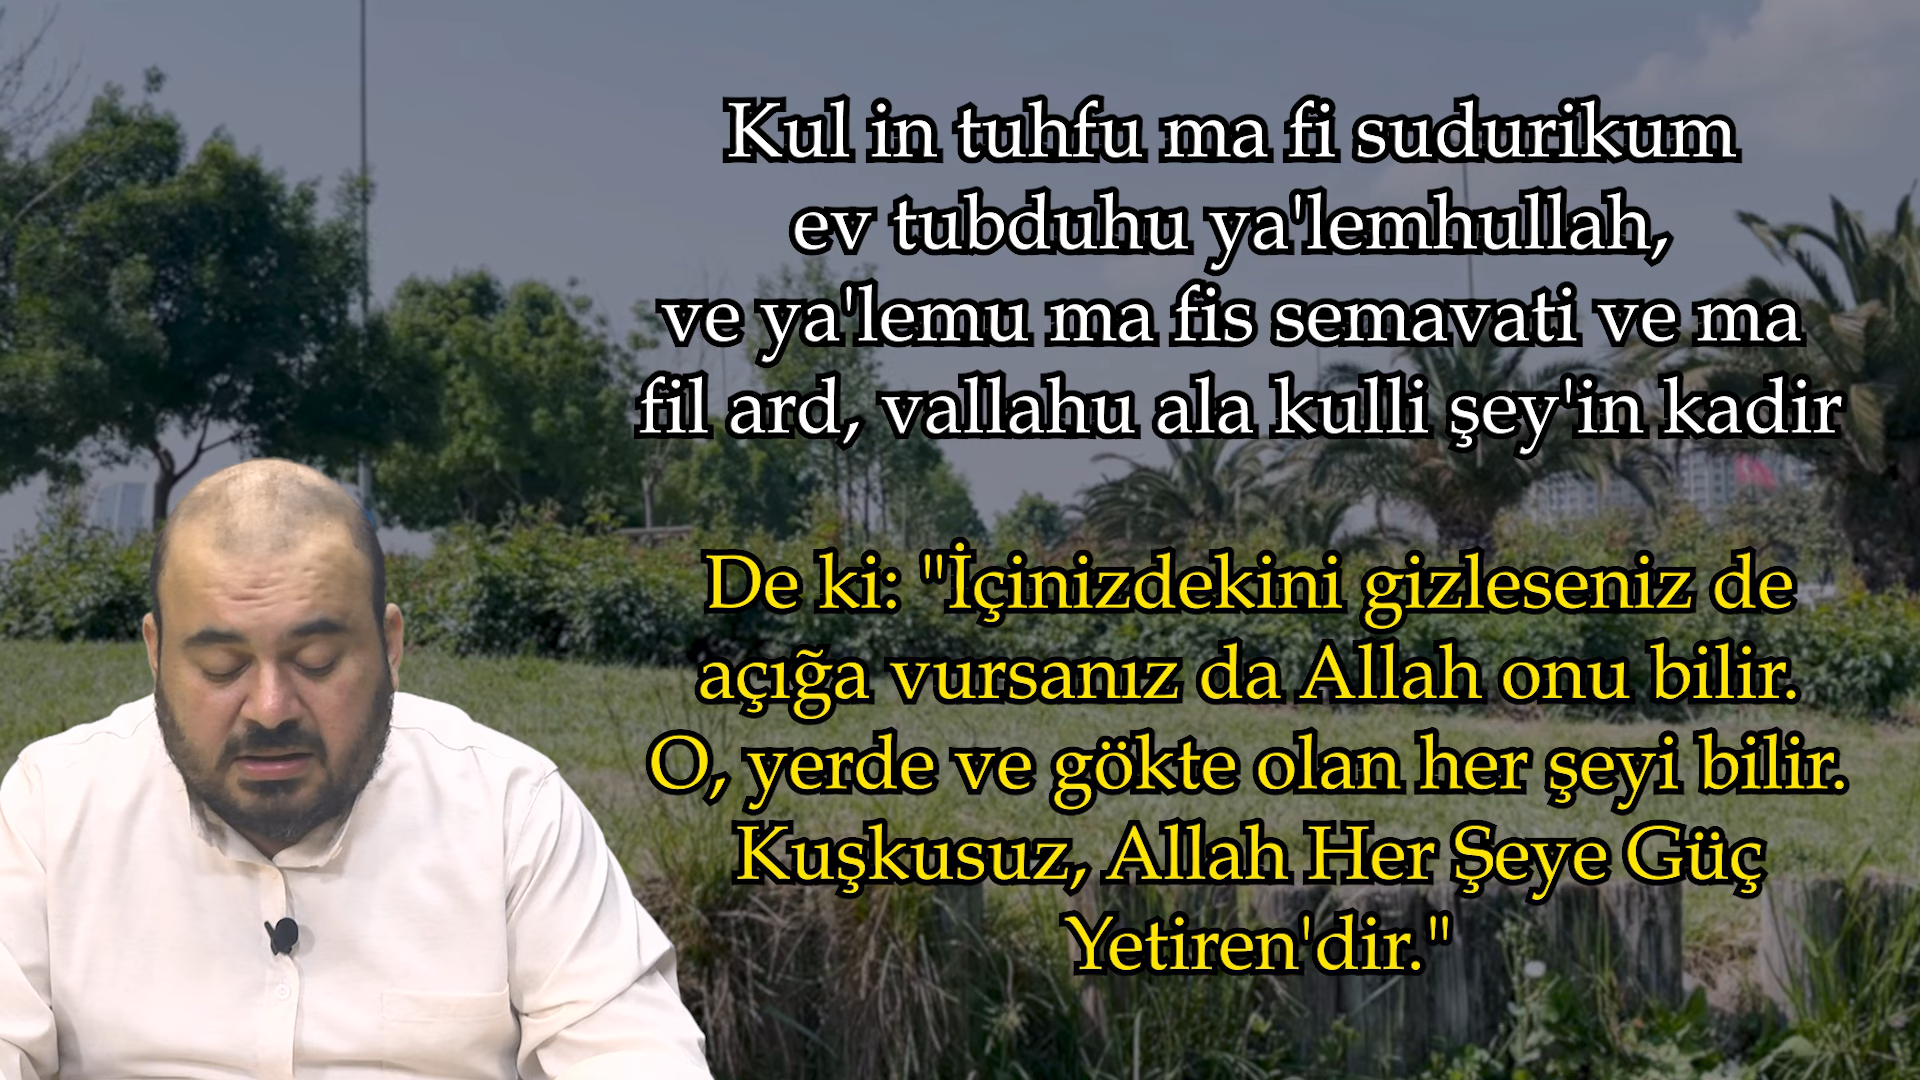 Kul in tuhfu ma fi sudurikum
ev tubduhu ya'lemhullah,
ve ya'lemu ma fis semavati ve ma
fil ard, vallahu ala kulli şey'in kadir
De ki: "İçinizdekini gizleseniz de
açığa vursanız da Allah onu bilir.
O, yerde ve gökte olan her şeyi bilir.
Kuşkusuz, Allah Her Şeye Güç
Yetiren'dir."